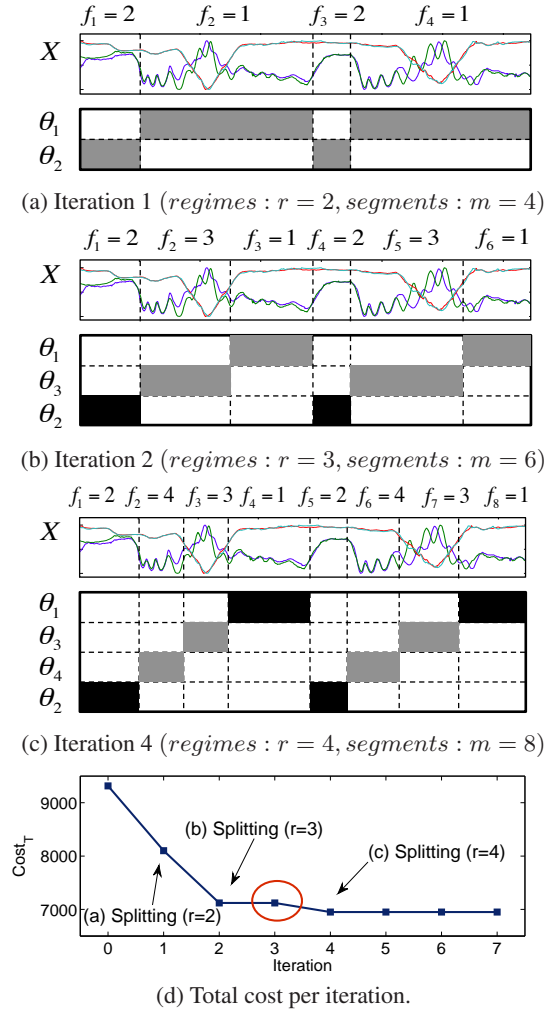 f₁ = 2 f₂ = 1 f₃ = 2 f₄ = 1
X
θ₁
θ₂
(a) Iteration 1 (regimes : r = 2, segments : m = 4)
f₁ = 2 f₂ = 3 f₃ = 1 f₄ = 2 f₅ = 3 f₆ = 1
X
θ₁
θ₃
θ₂
(b) Iteration 2 (regimes : r = 3, segments : m = 6)
f₁ = 2 f₂ = 4 f₃ = 3 f₄ = 1 f₅ = 2 f₆ = 4 f₇ = 3 f₈ = 1
X
θ₁
θ₃
θ₄
θ₂
(c) Iteration 4 (regimes : r = 4, segments : m = 8)
Cost_T
9000
8000
7000
(b) Splitting (r=3)
(c) Splitting (r=4)
(a) Splitting (r=2)
0 1 2 3 4 5 6 7
Iteration
(d) Total cost per iteration.